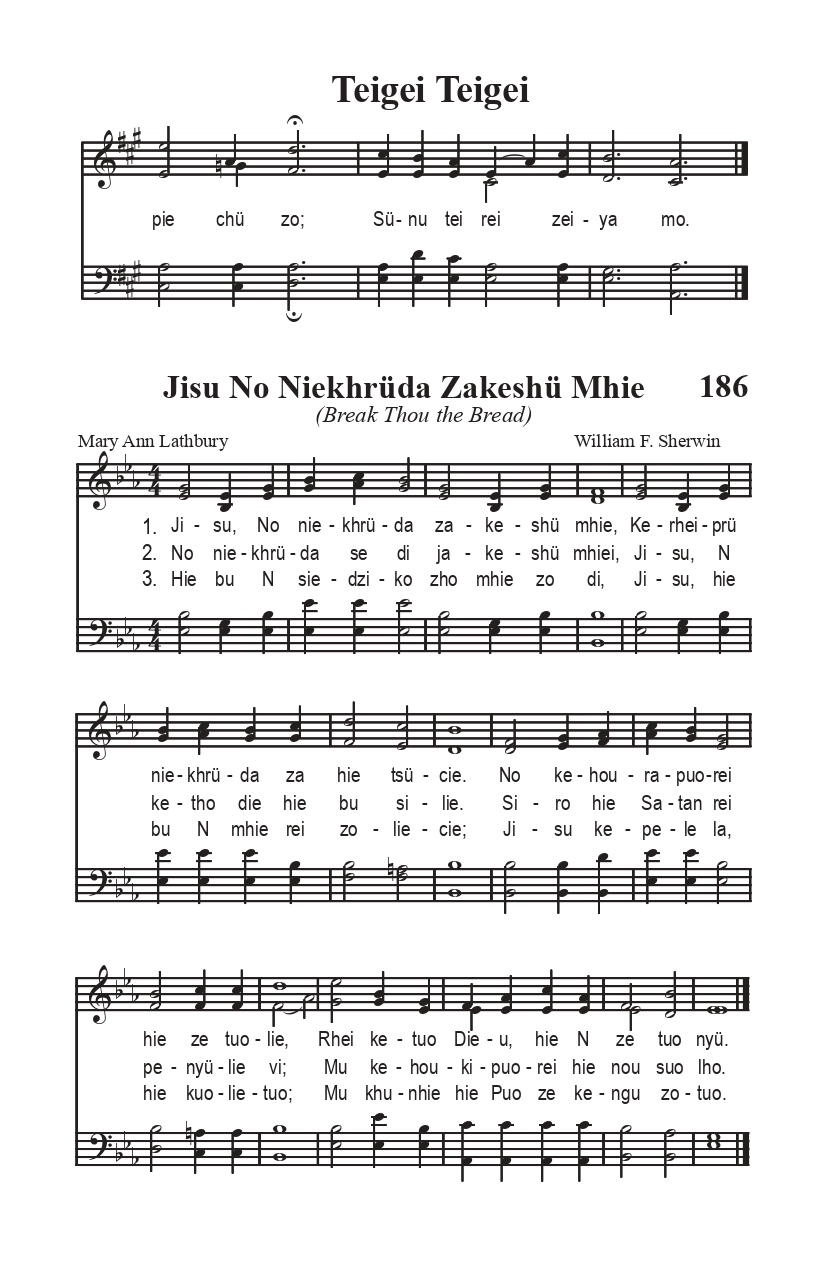 Teigei Teigei
pie chü zo; Sü- nu tei rei zei - ya mo.
Jisu No Niekhrüda Zakeshü Mhie 186
(Break Thou the Bread)
Mary Ann Lathbury William F. Sherwin
1. Ji - su, No nie - khrü - da za - ke - shü mhie, Ke - rhei - prü
2. No nie - khrü - da se di ja - ke - shü mhiei, Ji - su, N
3. Hie bu N sie - dzi - ko zho mhie zo di, Ji - su, hie
nie - khrü - da za hie tsü - cie. No ke - hou - ra - puo-rei
ke - tho die hie bu si - lie. Si - ro hie Sa - tan rei
bu N mhie rei zo - lie - cie; Ji - su ke - pe - le la,
hie ze tuo - lie, Rhei ke - tuo Die - u, hie N ze tuo nyü.
pe - nyü - lie vi; Mu ke - hou - ki - puo - rei hie nou suo lho.
hie kuo - lie - tuo; Mu khu - nhie hie Puo ze ke - ngu zo - tuo.